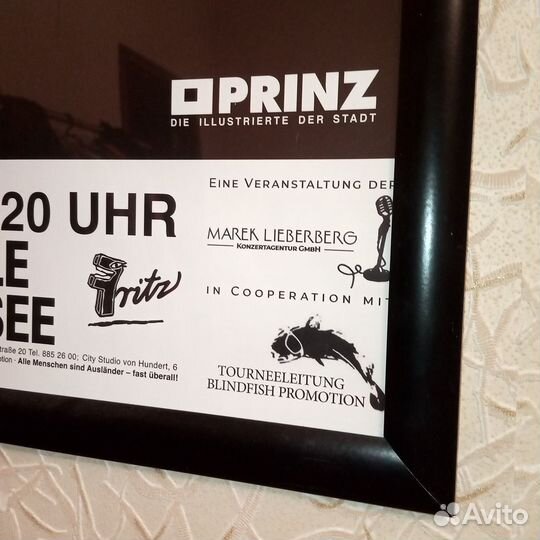 PRINZ
DIE ILLUSTRIERTE DER STADT
20 UHR
LE
SEE
Fritz
straße 20 Tel. 885 26 00; City Studio von Hundert, 6
otion · Alle Menschen sind Ausländer – fast überall!
EINE VERANSTALTUNG DER
MAREK LIEBERBERG
KONZERTAGENTUR GMBH
IN COOPERATION MIT
TOURNEELEITUNG
BLINDFISH PROMOTION
Avito